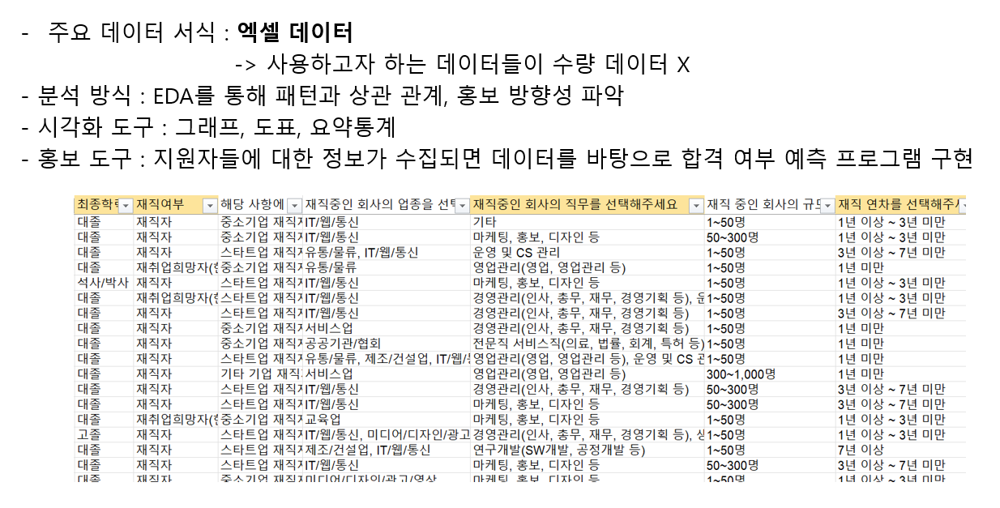 - 주요 데이터 서식 : 엑셀 데이터
-> 사용하고자 하는 데이터들이 수량 데이터 X
- 분석 방식 : EDA를 통해 패턴과 상관 관계, 홍보 방향성 파악
- 시각화 도구 : 그래프, 도표, 요약통계
- 홍보 도구 : 지원자들에 대한 정보가 수집되면 데이터를 바탕으로 합격 여부 예측 프로그램 구현
최종학력 재직여부 해당 사항에 재직중인 회사의 업종을 선택 재직중인 회사의 직무를 선택해주세요 재직 중인 회사의 규모 재직 연차를 선택해주시
대졸 재직자 중소기업 재직자 IT/웹/통신 기타 1~50명 1년 이상 ~ 3년 미만
대졸 재직자 중소기업 재직자 IT/웹/통신 마케팅, 홍보, 디자인 등 50~300명 1년 이상 ~ 3년 미만
대졸 재직자 스타트업 재직자 유통/물류, IT/웹/통신 운영 및 CS 관리 1~50명 3년 이상 ~ 7년 미만
대졸 재취업희망자(현 중소기업 재직자 유통/물류 영업관리(영업, 영업관리 등) 1~50명 1년 미만
석사/박사 재직자 스타트업 재직자 IT/웹/통신 마케팅, 홍보, 디자인 등 1~50명 1년 이상 ~ 3년 미만
대졸 재취업희망자(현 스타트업 재직자 IT/웹/통신 경영관리(인사, 총무, 재무, 경영기획 등), 운 1~50명 1년 이상 ~ 3년 미만
대졸 재직자 스타트업 재직자 IT/웹/통신 경영관리(인사, 총무, 재무, 경영기획 등) 1~50명 3년 이상 ~ 7년 미만
대졸 재직자 중소기업 재직자 서비스업 경영관리(인사, 총무, 재무, 경영기획 등) 1~50명 1년 미만
대졸 재직자 중소기업 재직자 공공기관/협회 전문직 서비스직(의료, 법률, 회계, 특허 등) 1~50명 1년 미만
대졸 재직자 스타트업 재직자 유통/물류, 제조/건설업, IT/웹/통 영업관리(영업, 영업관리 등), 운영 및 CS 관 1~50명 1년 미만
대졸 재직자 기타 기업 재직자 서비스업 영업관리(영업, 영업관리 등) 300~1,000명 1년 미만
대졸 재직자 스타트업 재직자 IT/웹/통신 경영관리(인사, 총무, 재무, 경영기획 등) 50~300명 3년 이상 ~ 7년 미만
대졸 재직자 스타트업 재직자 IT/웹/통신 마케팅, 홍보, 디자인 등 50~300명 3년 이상 ~ 7년 미만
대졸 재취업희망자(현 중소기업 재직자 교육업 마케팅, 홍보, 디자인 등 1~50명 1년 이상 ~ 3년 미만
고졸 재직자 스타트업 재직자 IT/웹/통신, 미디어/디자인/광고 경영관리(인사, 총무, 재무, 경영기획 등), 상 1~50명 1년 이상 ~ 3년 미만
대졸 재직자 스타트업 재직자 제조/건설업, IT/웹/통신 연구개발(SW개발, 공정개발 등) 1~50명 7년 이상
대졸 재직자 스타트업 재직자 IT/웹/통신 마케팅, 홍보, 디자인 등 50~300명 3년 이상 ~ 7년 미만
대졸 재직자 중소기업 재직자 미디어/디자인/광고/영상 마케팅, 홍보, 디자인 등 1~50명 1년 이상 ~ 3년 미만